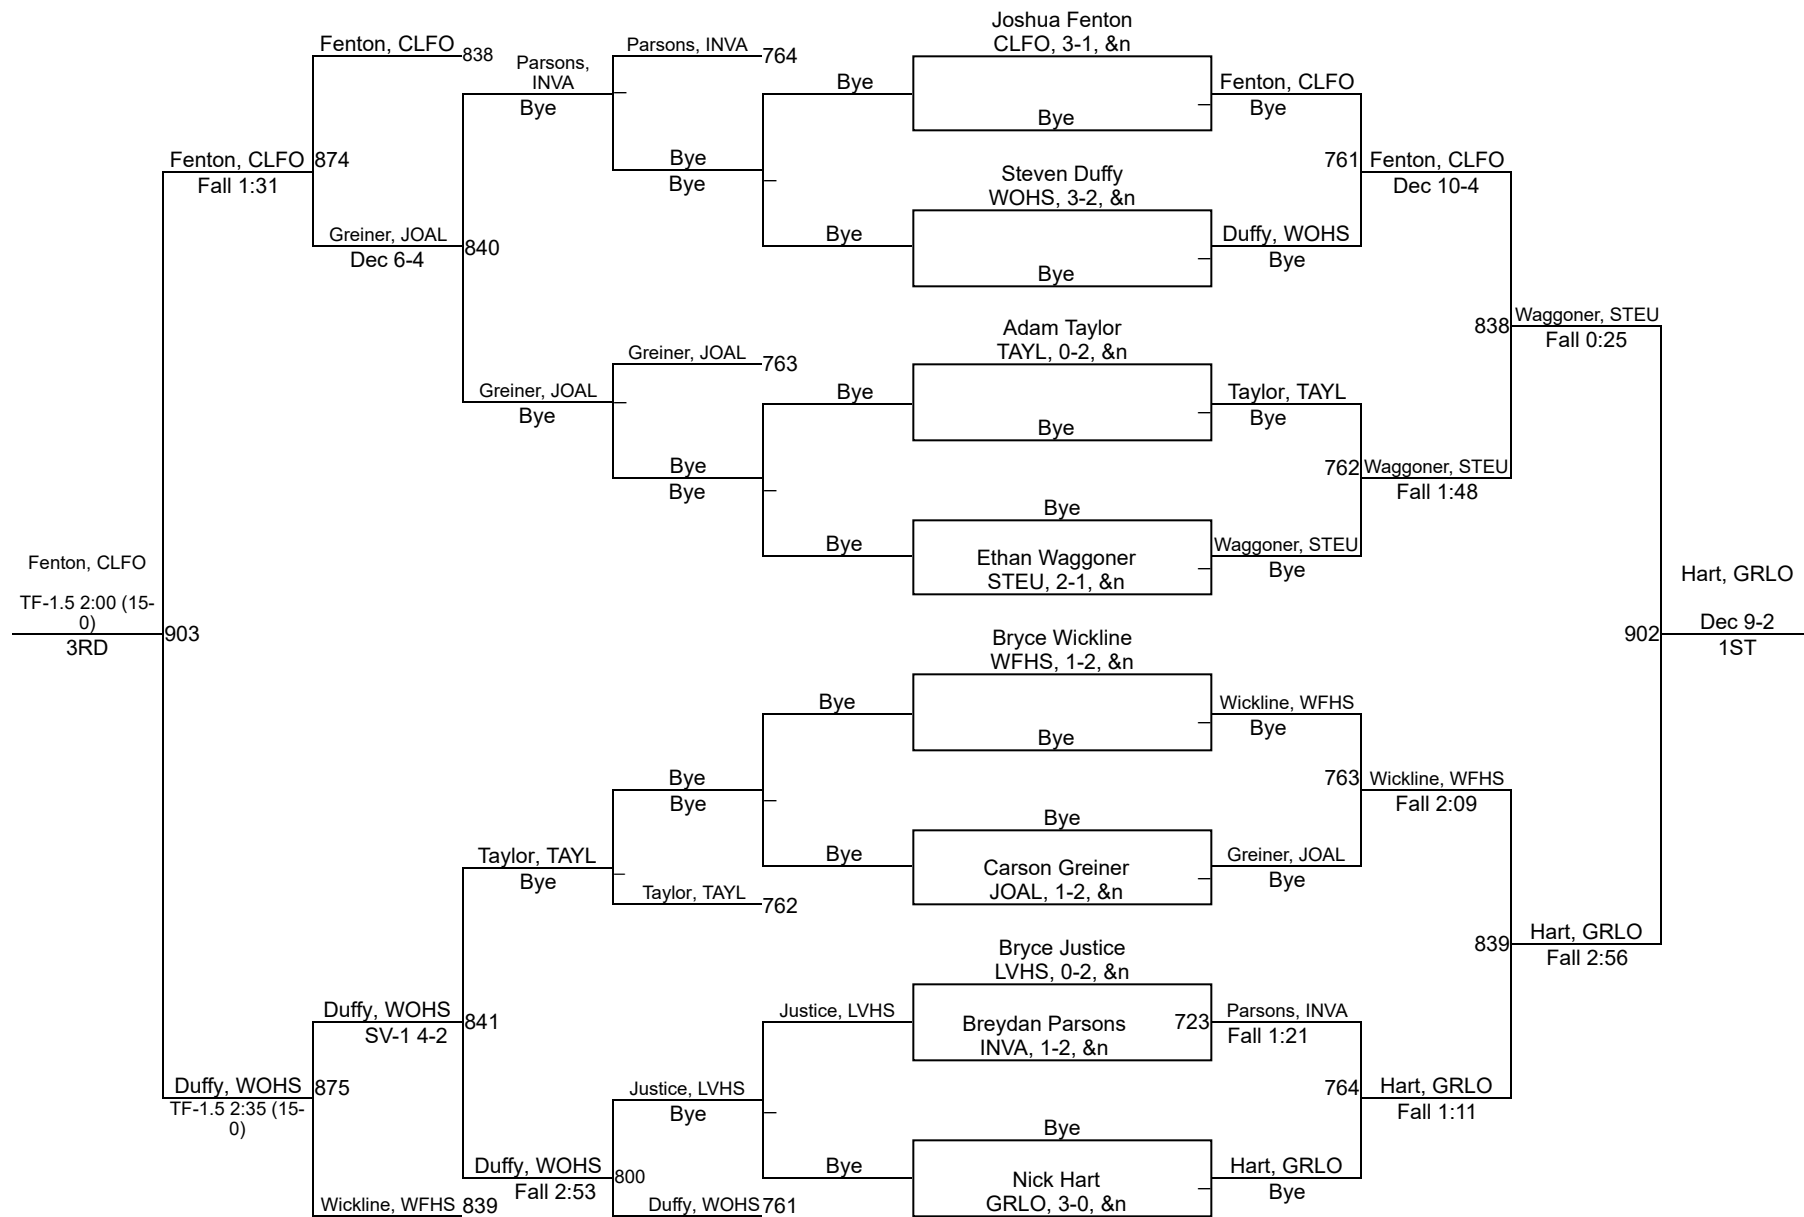 Joshua Fenton
CLFO, 3-1, &n
Bye
Steven Duffy
WOHS, 3-2, &n
Bye
Adam Taylor
TAYL, 0-2, &n
Bye
Bye
Ethan Waggoner
STEU, 2-1, &n
Bryce Wickline
WFHS, 1-2, &n
Bye
Bye
Carson Greiner
JOAL, 1-2, &n
Bryce Justice
LVHS, 0-2, &n
Breydan Parsons
INVA, 1-2, &n
723
Bye
Nick Hart
GRLO, 3-0, &n
Fenton, CLFO
Bye
Duffy, WOHS
Bye
Taylor, TAYL
Bye
Waggoner, STEU
Bye
Wickline, WFHS
Bye
Greiner, JOAL
Bye
Parsons, INVA
Fall 1:21
Hart, GRLO
Bye
761
Fenton, CLFO
Dec 10-4
762
Waggoner, STEU
Fall 1:48
763
Wickline, WFHS
Fall 2:09
764
Hart, GRLO
Fall 1:11
838
Waggoner, STEU
Fall 0:25
839
Hart, GRLO
Fall 2:56
902
Hart, GRLO
Dec 9-2
1ST
Bye
Bye
Bye
Bye
Bye
Bye
Justice, LVHS
Bye
Parsons, INVA
764
Bye
Bye
Greiner, JOAL
763
Bye
Bye
Bye
Bye
Taylor, TAYL
762
Justice, LVHS
Bye
Duffy, WOHS
761
Parsons,
INVA
Bye
Greiner, JOAL
Bye
Taylor, TAYL
Bye
Duffy, WOHS
Fall 2:53
800
Fenton, CLFO
838
Greiner, JOAL
Dec 6-4
840
Duffy, WOHS
SV-1 4-2
841
Wickline, WFHS
839
Fenton, CLFO
Fall 1:31
874
Duffy, WOHS
TF-1.5 2:35 (15-
0)
875
Fenton, CLFO
TF-1.5 2:00 (15-
0)
3RD
903